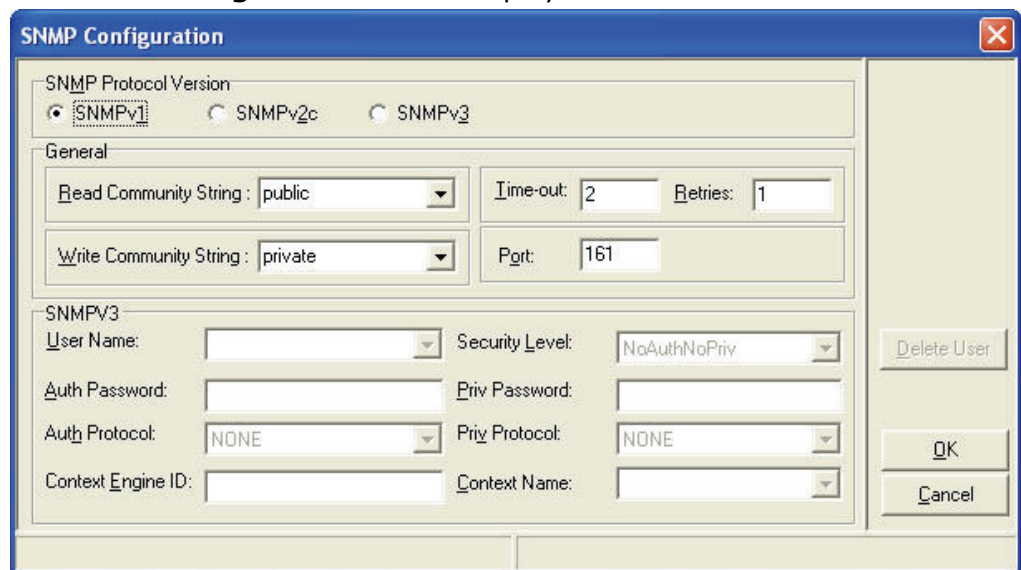 SNMP Configuration
SNMP Protocol Version
SNMPv1 SNMPv2c SNMPv3
General
Read Community String : public
Time-out: 2 Retries: 1
Write Community String : private
Port: 161
SNMPV3
User Name: Security Level: NoAuthNoPriv
Delete User
Auth Password: Priv Password:
Auth Protocol: NONE Priv Protocol: NONE
OK
Context Engine ID: Context Name:
Cancel